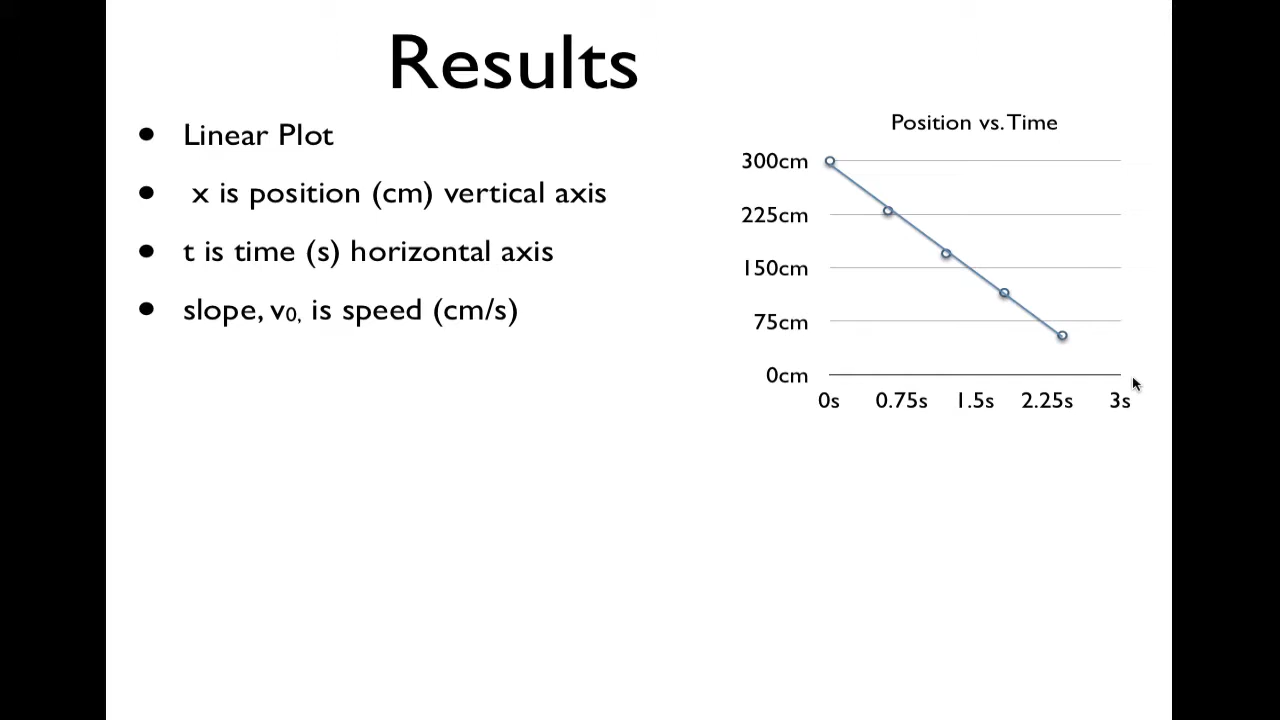 Results
• Linear Plot
• x is position (cm) vertical axis
• t is time (s) horizontal axis
• slope, v₀, is speed (cm/s)
Position vs. Time
300cm
225cm
150cm
75cm
0cm
0s 0.75s 1.5s 2.25s 3s